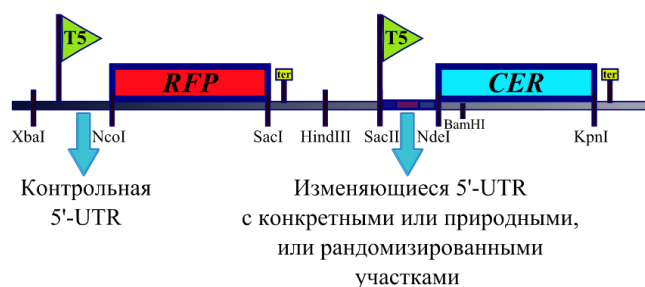 T5 T5
RFP ter CER ter
XbaI NcoI SacI HindIII SacII NdeI BamHI KpnI
Контрольная
5'-UTR
Изменяющиеся 5'-UTR
с конкретными или природными,
или рандомизированными
участками